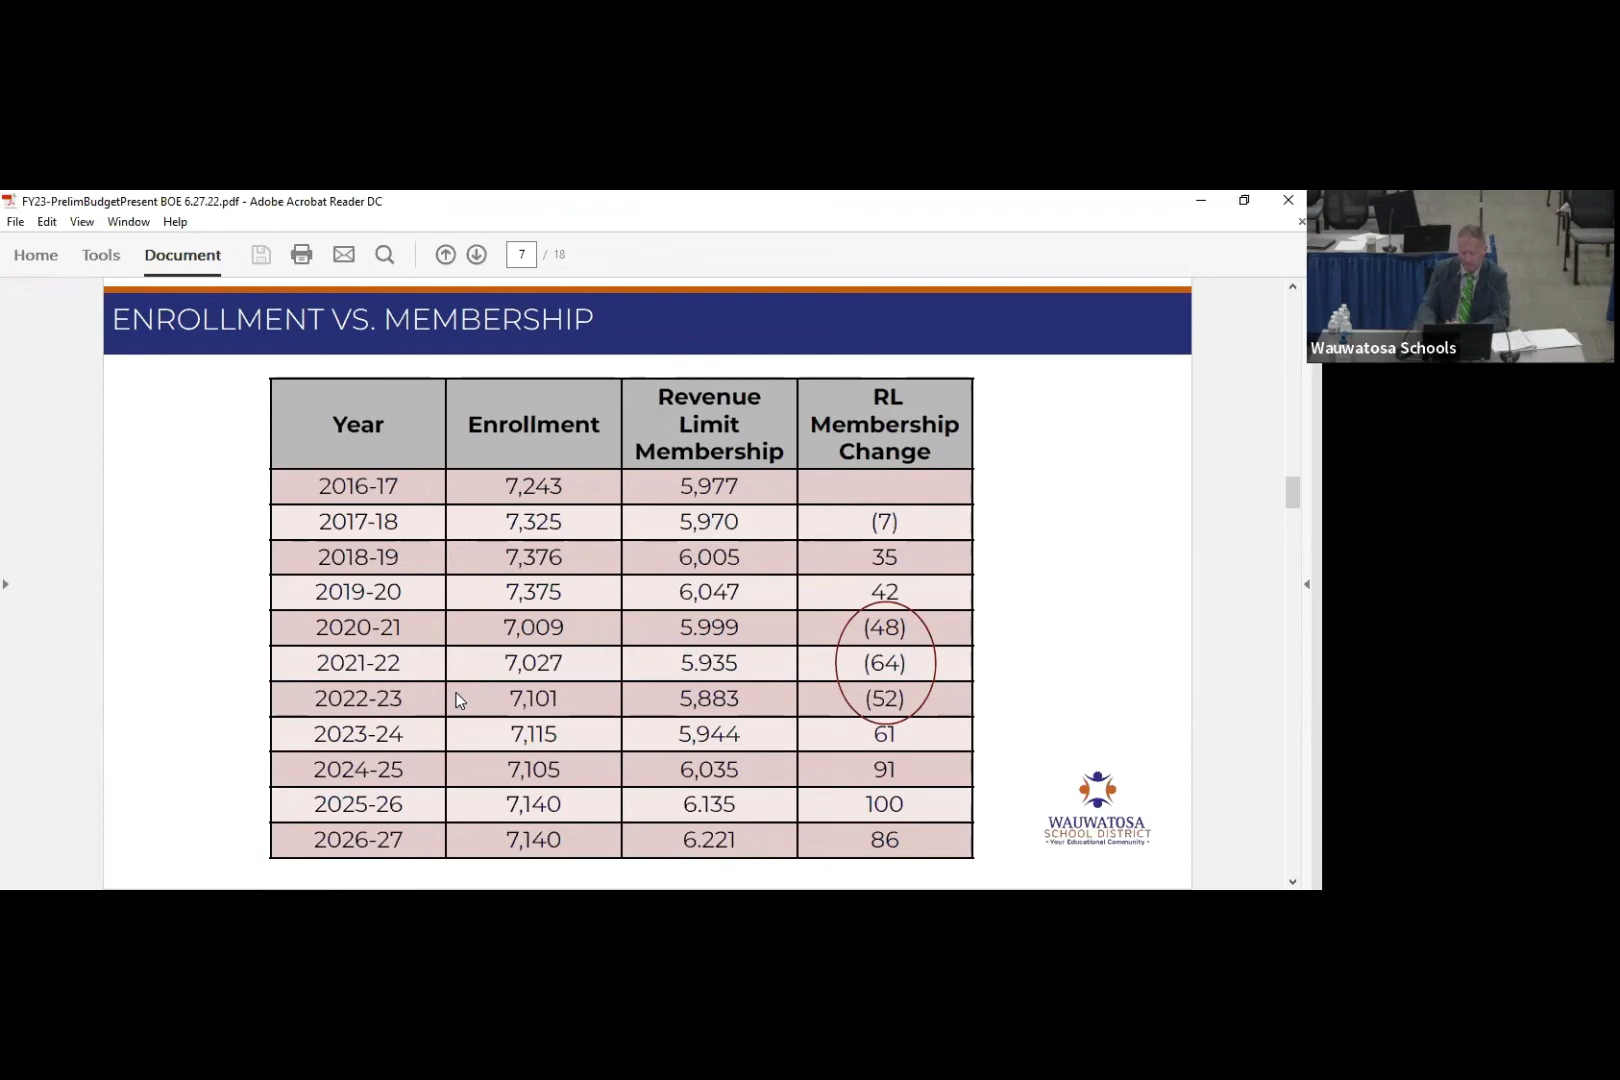 FY23-PrelimBudgetPresent BOE 6.27.22.pdf - Adobe Acrobat Reader DC
File Edit View Window Help
Home Tools Document 7 / 18
ENROLLMENT VS. MEMBERSHIP
Year Enrollment Revenue Limit Membership RL Membership Change
2016-17 7,243 5,977
2017-18 7,325 5,970 (7)
2018-19 7,376 6,005 35
2019-20 7,375 6,047 42
2020-21 7,009 5.999 (48)
2021-22 7,027 5.935 (64)
2022-23 7,101 5,883 (52)
2023-24 7,115 5,944 61
2024-25 7,105 6,035 91
2025-26 7,140 6.135 100
2026-27 7,140 6.221 86
WAUWATOSA
SCHOOL DISTRICT
• Your Educational Community •
Wauwatosa Schools